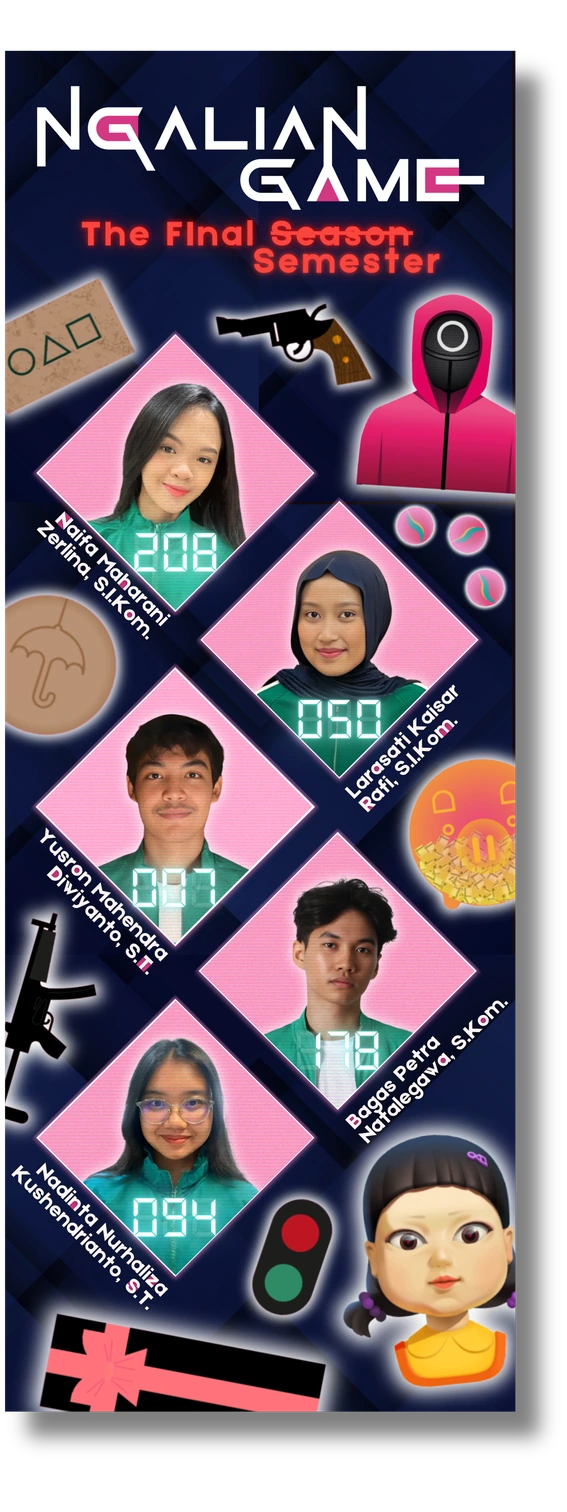 NGALIAN
GAME
The Final Season
Semester
208
Naifa Maharani
Zerlina, S.I.Kom.
050
Larasati Kaisar
Rafi, S.I.Kom.
087
Yusron Mahendra
Diwiyanto, S.T.
178
Bagas Petra
Natalegawa, S.Kom.
094
Nadinta Nurhaliza
Kushendrianto, S.T.